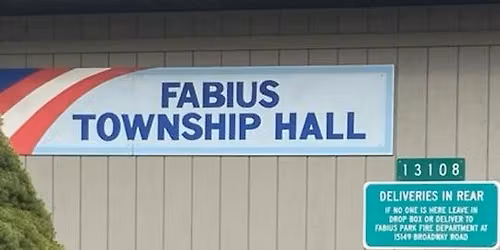 FABIUS
TOWNSHIP HALL
13108
DELIVERIES IN REAR
IF NO ONE IS HERE LEAVE IN
DROP BOX OR DELIVER TO
FABIUS PARK FIRE DEPARTMENT AT
15149 BROADWAY ROAD